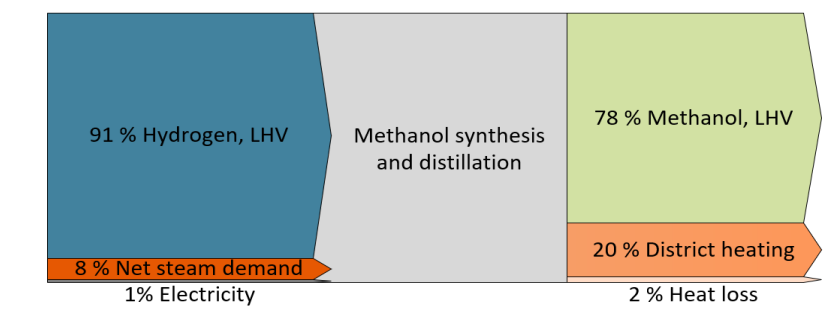 91 % Hydrogen, LHV
8 % Net steam demand
1% Electricity
Methanol synthesis
and distillation
78 % Methanol, LHV
20 % District heating
2 % Heat loss